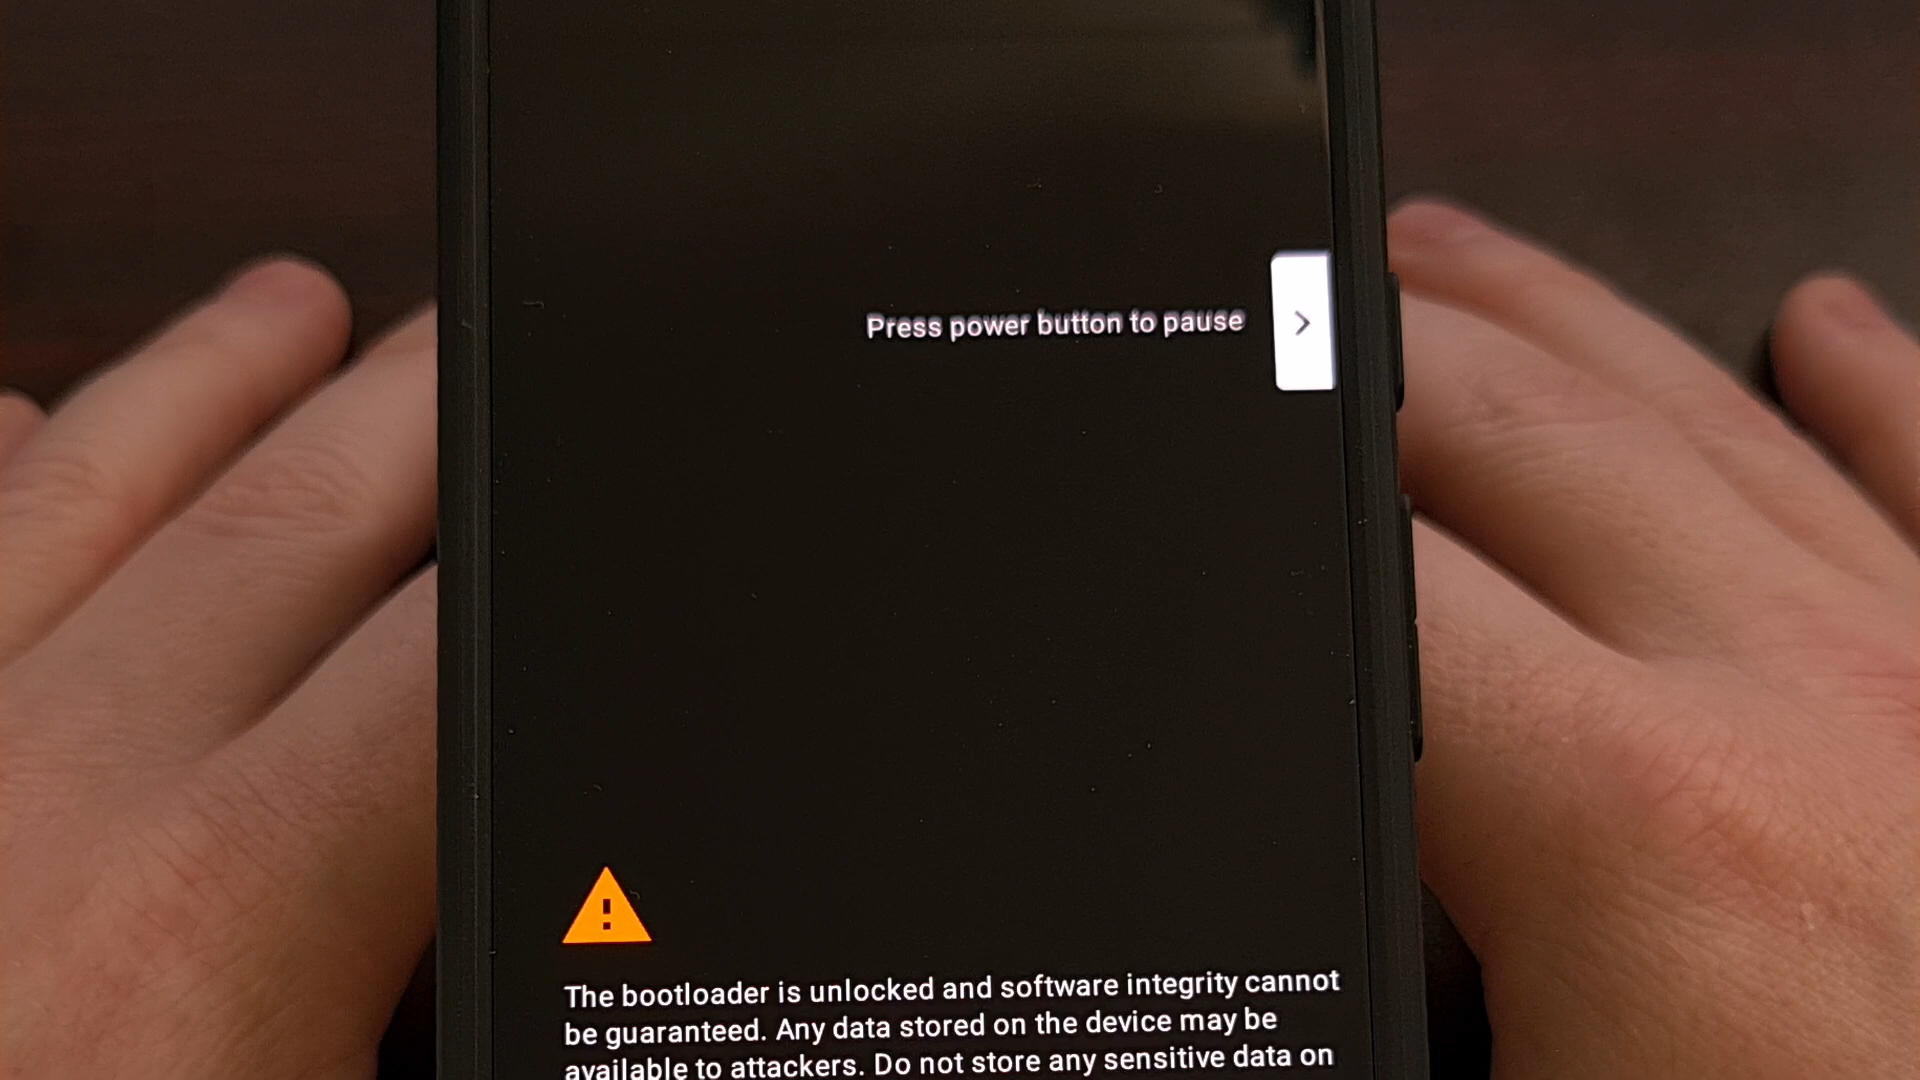 Press power button to pause
The bootloader is unlocked and software integrity cannot
be guaranteed. Any data stored on the device may be
available to attackers. Do not store any sensitive data on